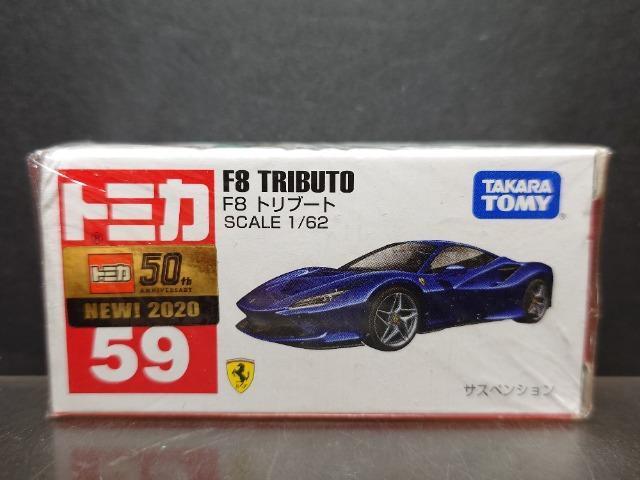 トミカ
F8 TRIBUTO
F8 トリブート
SCALE 1/62
TAKARA
TOMY
トミカ
50th
ANNIVERSARY
NEW! 2020
59
サスペンション